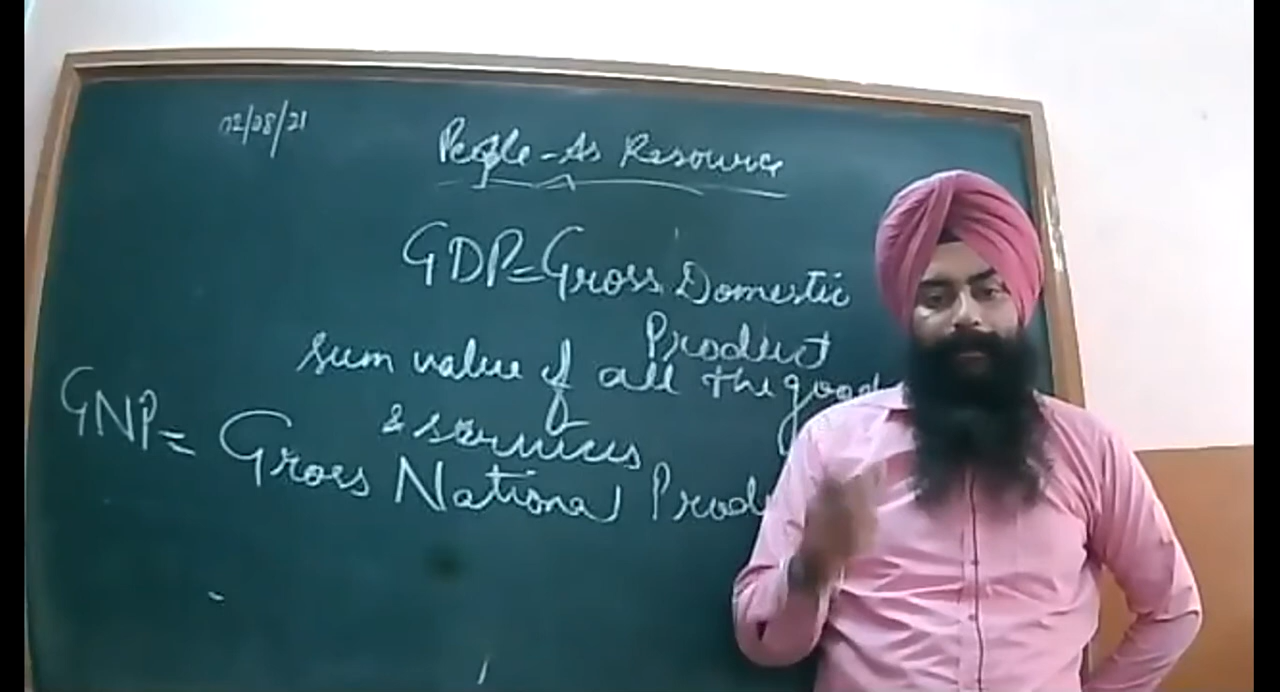 02/08/21
People-As Resource
GDP=Gross Domestic
Product
sum value of all the good
& services
GNP= Gross National Produ